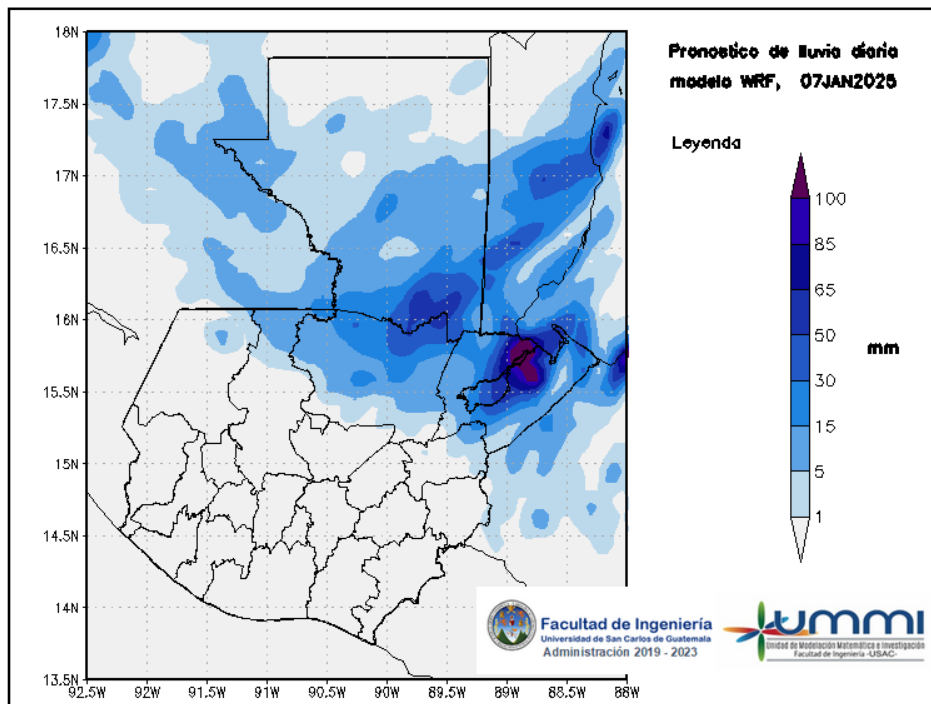 18N
17.5N
17N
16.5N
16N
15.5N
15N
14.5N
14N
13.5N
92.5W
92W
91.5W
91W
90.5W
90W
89.5W
89W
88.5W
88W
Pronostico de lluvia diaria
modelo WRF, 07JAN2025
Leyenda
100
85
65
50
30
15
5
1
mm
Facultad de Ingeniería
Universidad de San Carlos de Guatemala
Administración 2019 - 2023
ummi
Unidad de Modelación Matemática e Investigación
Facultad de Ingeniería -USAC-